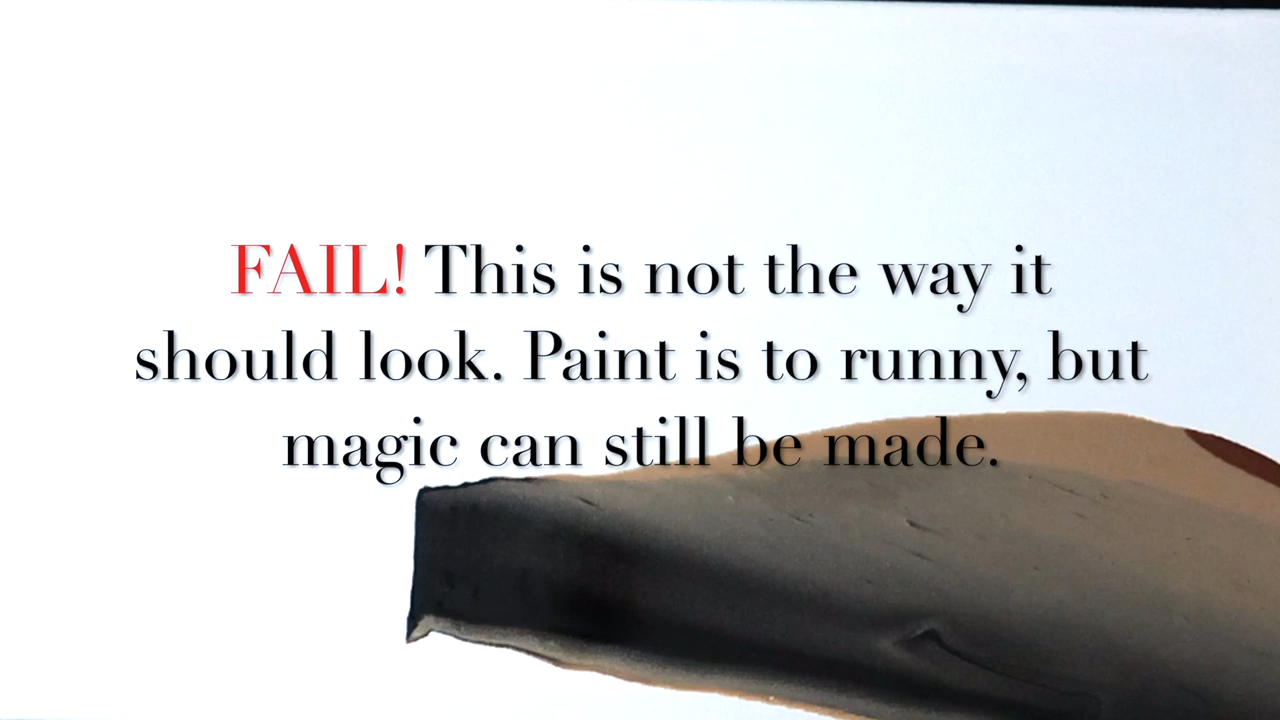 FAIL! This is not the way it
should look. Paint is to runny, but
magic can still be made.